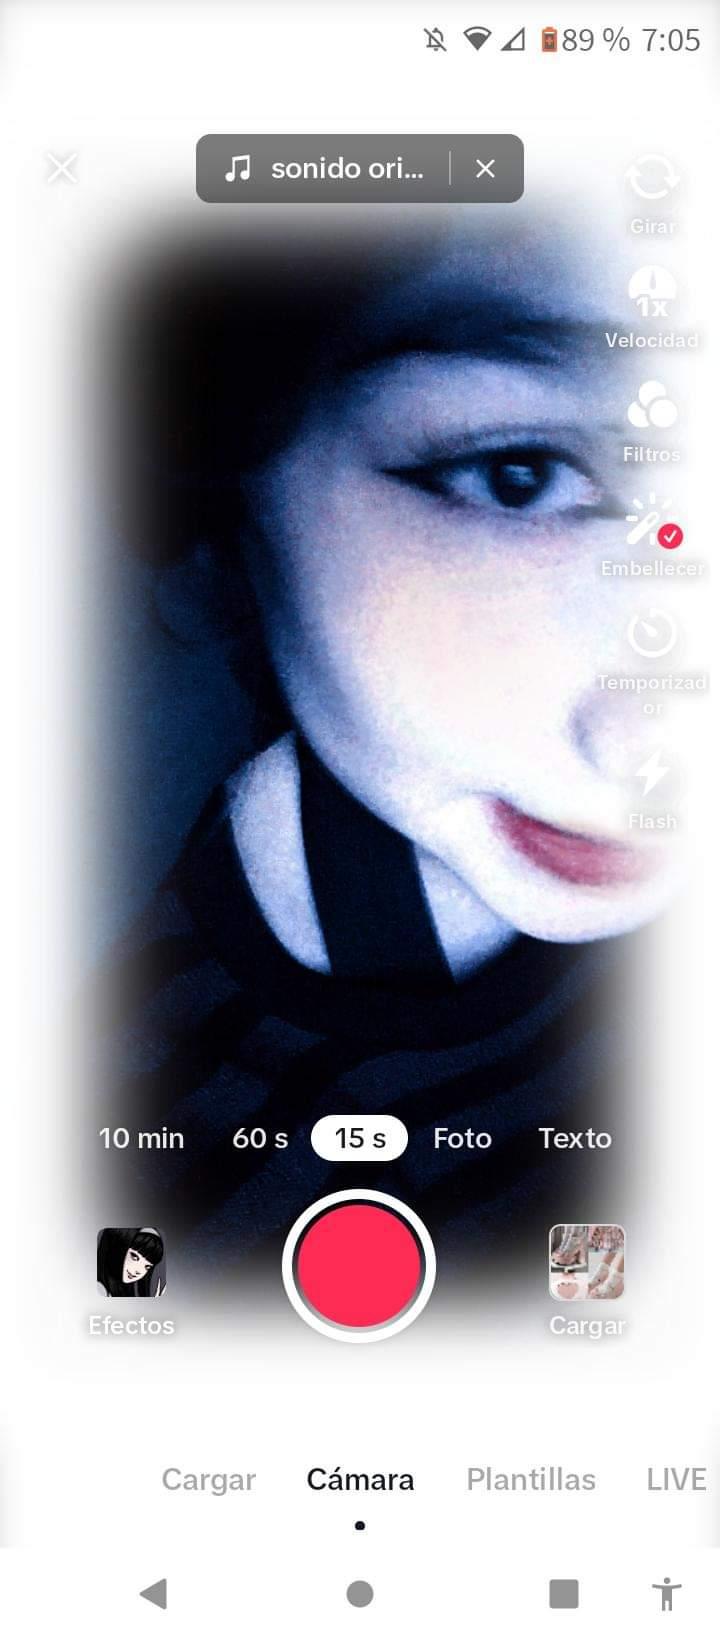 89 % 7:05
sonido ori...
Girar
1x
Velocidad
Filtros
Embellecer
Temporizad
or
Flash
10 min 60 s 15 s Foto Texto
Efectos Cargar
Cargar Cámara Plantillas LIVE